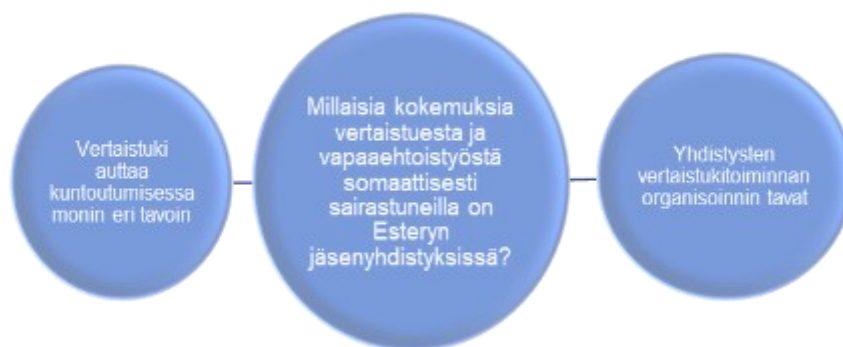 Vertaistuki
auttaa
kuntoutumisessa
monin eri tavoin
Millaisia kokemuksia
vertaistuesta ja
vapaaehtoistyöstä
somaattisesti
sairastuneilla on
Esteryn
jäsenyhdistyksissä?
Yhdistysten
vertaistukitoiminnan
organisoinnin tavat